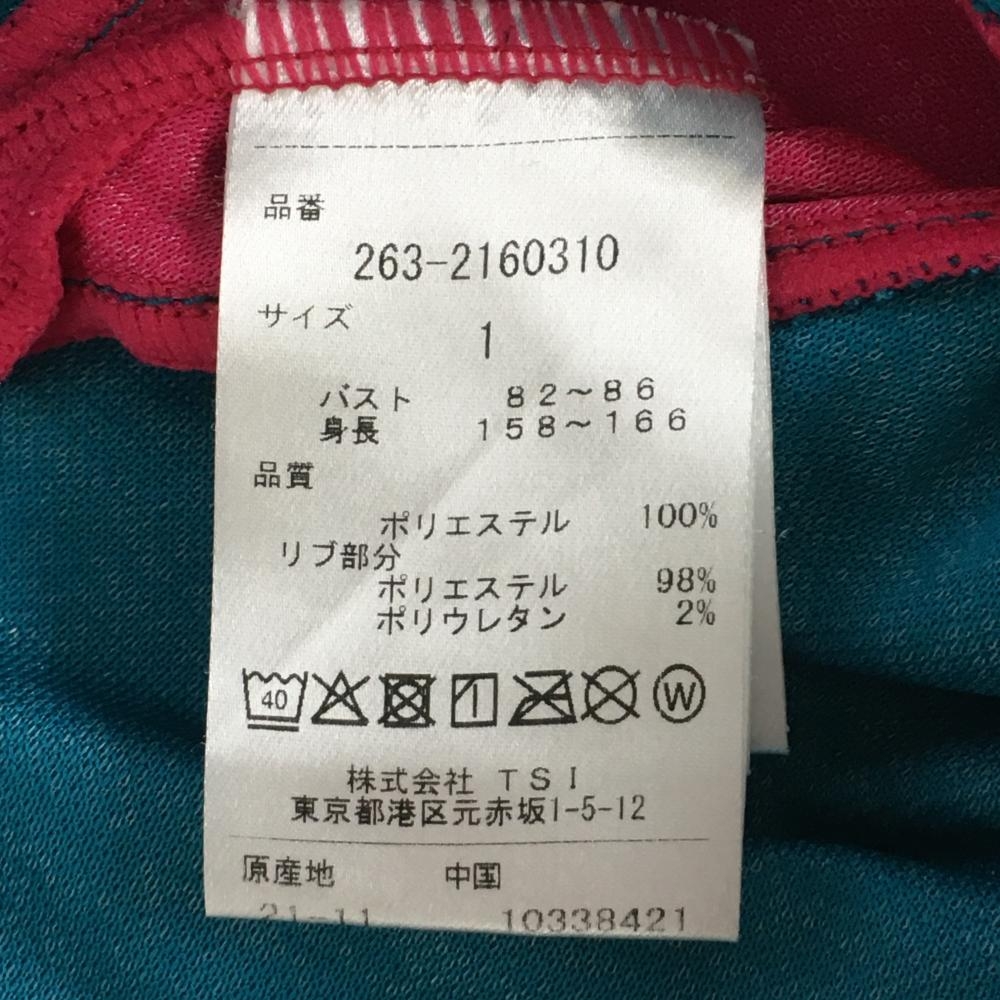 品番
263-2160310
サイズ
1
バスト 82～86
身長 158～166
品質
ポリエステル 100%
リブ部分
ポリエステル 98%
ポリウレタン 2%
40 W
株式会社 TSI
東京都港区元赤坂1-5-12
原産地 中国
21-11 10338421